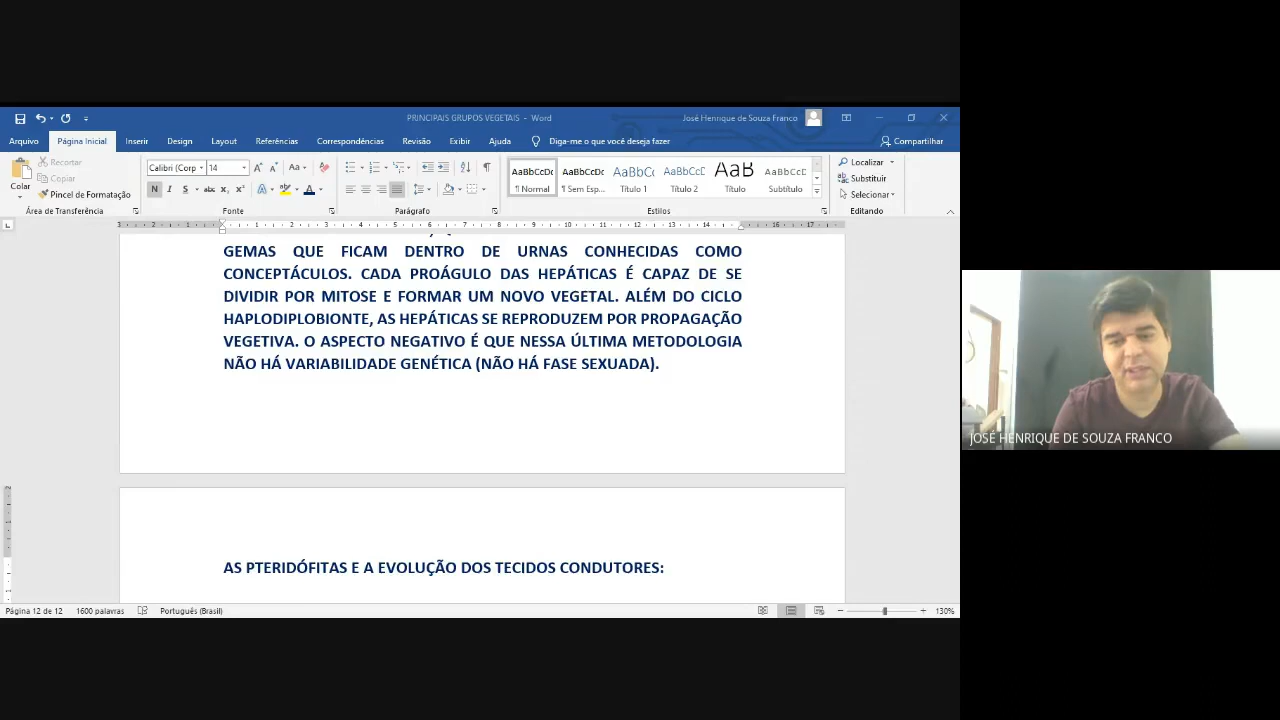 PRINCIPAIS GRUPOS VEGETAIS - Word
José Henrique de Souza Franco
Arquivo
Página Inicial
Inserir
Design
Layout
Referências
Correspondências
Revisão
Exibir
Ajuda
Diga-me o que você deseja fazer
Compartilhar
Colar
Recortar
Copiar
Pincel de Formatação
Área de Transferência
Calibri (Corp
14
Fonte
Parágrafo
AaBbCcDc
¶ Normal
AaBbCcDc
¶ Sem Esp...
AaBbCc
Título 1
AaBbCcC
Título 2
AaB
Título
AaBbCcC
Subtítulo
Estilos
Localizar
Substituir
Selecionar
Editando
GEMAS QUE FICAM DENTRO DE URNAS CONHECIDAS COMO
CONCEPTÁCULOS. CADA PROÁGULO DAS HEPÁTICAS É CAPAZ DE SE
DIVIDIR POR MITOSE E FORMAR UM NOVO VEGETAL. ALÉM DO CICLO
HAPLODIPLOBIONTE, AS HEPÁTICAS SE REPRODUZEM POR PROPAGAÇÃO
VEGETIVA. O ASPECTO NEGATIVO É QUE NESSA ÚLTIMA METODOLOGIA
NÃO HÁ VARIABILIDADE GENÉTICA (NÃO HÁ FASE SEXUADA).
AS PTERIDÓFITAS E A EVOLUÇÃO DOS TECIDOS CONDUTORES:
Página 12 de 12
1600 palavras
Português (Brasil)
130%
JOSÉ HENRIQUE DE SOUZA FRANCO